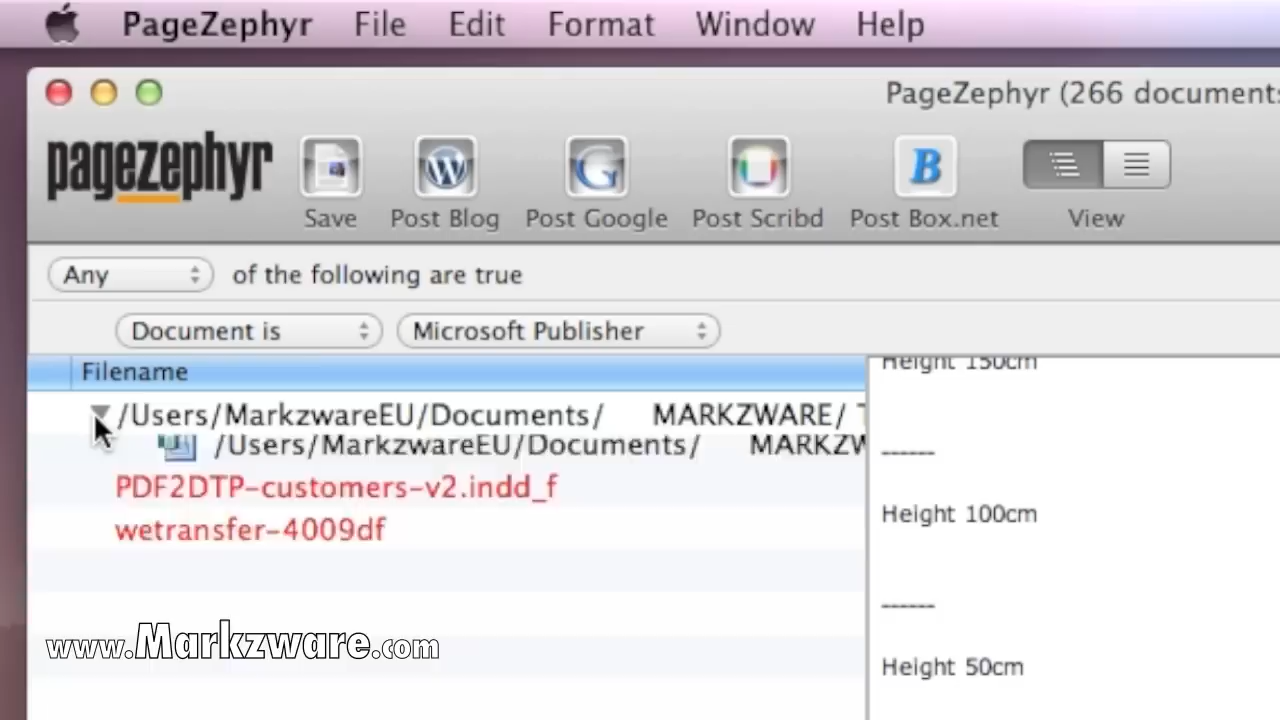 PageZephyr File Edit Format Window Help
PageZephyr (266 documents
pagezephyr
Save Post Blog Post Google Post Scribd Post Box.net View
Any of the following are true
Document is Microsoft Publisher
Filename
/Users/MarkzwareEU/Documents/ MARKZWARE/
/Users/MarkzwareEU/Documents/ MARKZW
PDF2DTP-customers-v2.indd_f
wetransfer-4009df
Height 150cm
------
Height 100cm
------
Height 50cm
www.Markzware.com